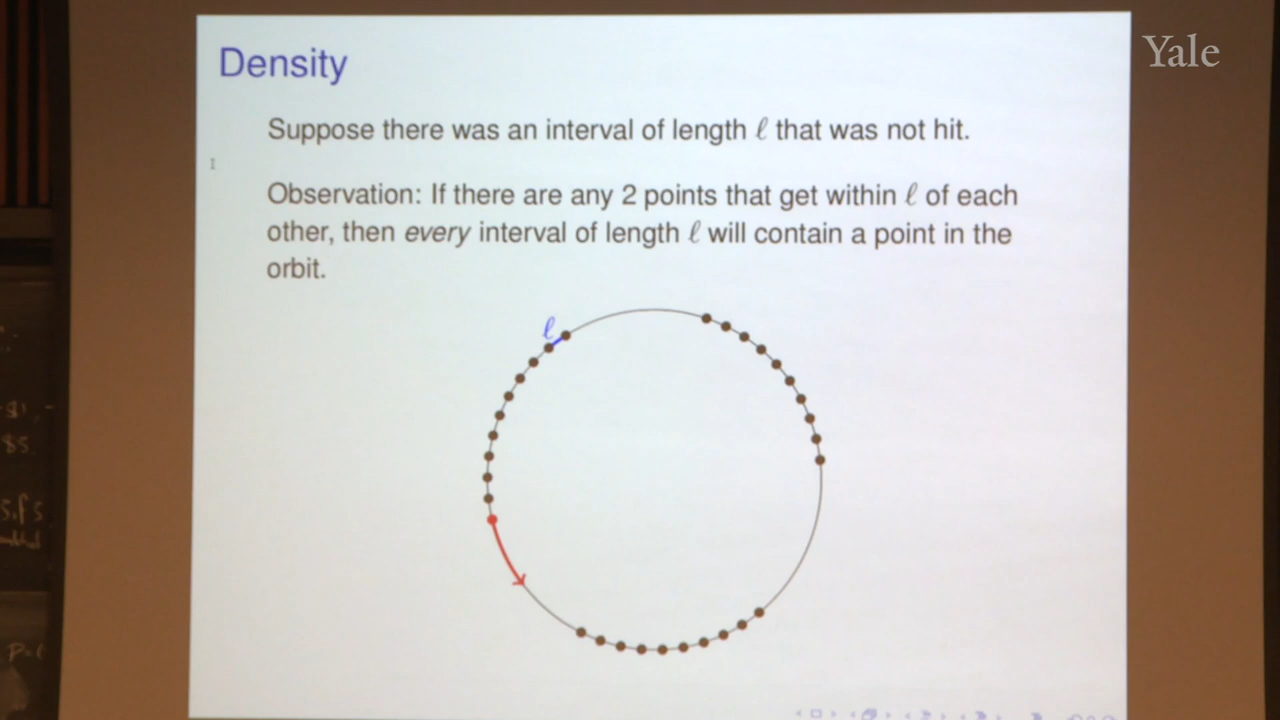 Yale
Density
Suppose there was an interval of length ℓ that was not hit.
Observation: If there are any 2 points that get within ℓ of each
other, then every interval of length ℓ will contain a point in the
orbit.
ℓ
$5